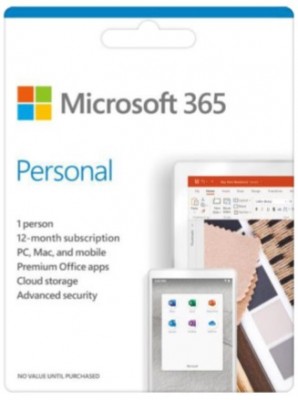 Microsoft 365
Personal
1 person
12-month subscription
PC, Mac, and mobile
Premium Office apps
Cloud storage
Advanced security
NO VALUE UNTIL PURCHASED
Microsoft